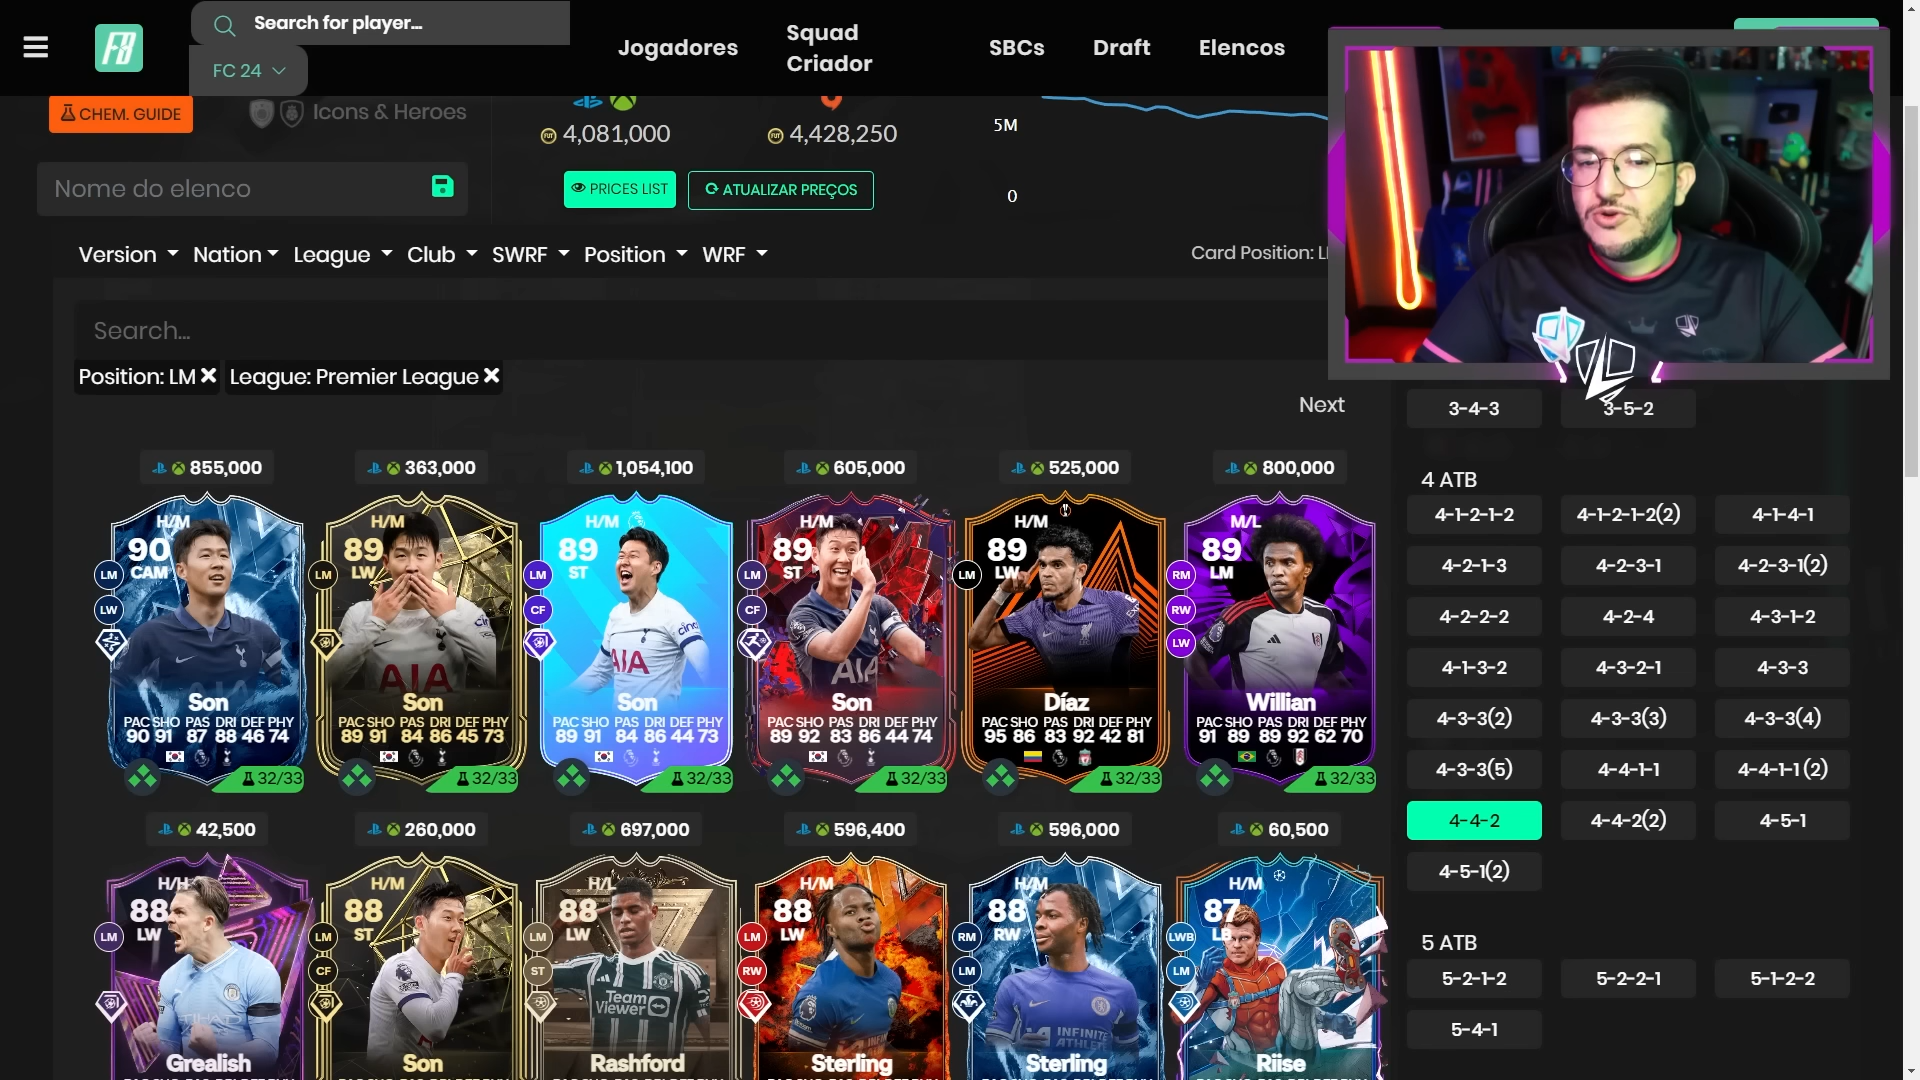 Search for player...
FC 24
Jogadores
Squad
Criador
SBCs
Draft
Elencos
CHEM. GUIDE
Icons & Heroes
4,081,000
4,428,250
5M
0
Nome do elenco
PRICES LIST
ATUALIZAR PREÇOS
Version Nation League Club SWRF Position WRF
Card Position: L
Search...
Position: LM League: Premier League
Next
3-4-3 3-5-2
855,000 363,000 1,054,100 605,000 525,000 800,000
H/M H/M H/M H/M H/M M/L
90 89 89 89 89 89
CAM LW ST ST LW LM
LM LM LM LM LM RM
LW CF CF RW
LW
Son Son Son Son Díaz Willian
PAC SHO PAS DRI DEF PHY PAC SHO PAS DRI DEF PHY PAC SHO PAS DRI DEF PHY PAC SHO PAS DRI DEF PHY PAC SHO PAS DRI DEF PHY PAC SHO PAS DRI DEF PHY
90 91 87 88 46 74 89 91 84 86 45 73 89 91 84 86 44 73 89 92 83 86 44 74 95 86 83 92 42 81 91 89 89 92 62 70
32/33 32/33 32/33 32/33 32/33 32/33
42,500 260,000 697,000 596,400 596,000 60,500
H/H H/M H/L H/M H/M H/M
88 88 88 88 88 87
LW ST LW LW RW LB
LM LM LM LM RM LWB
CF ST RW LM LM
Grealish Son Rashford Sterling Sterling Riise
4 ATB
4-1-2-1-2 4-1-2-1-2(2) 4-1-4-1
4-2-1-3 4-2-3-1 4-2-3-1(2)
4-2-2-2 4-2-4 4-3-1-2
4-1-3-2 4-3-2-1 4-3-3
4-3-3(2) 4-3-3(3) 4-3-3(4)
4-3-3(5) 4-4-1-1 4-4-1-1 (2)
4-4-2 4-4-2(2) 4-5-1
4-5-1(2)
5 ATB
5-2-1-2 5-2-2-1 5-1-2-2
5-4-1